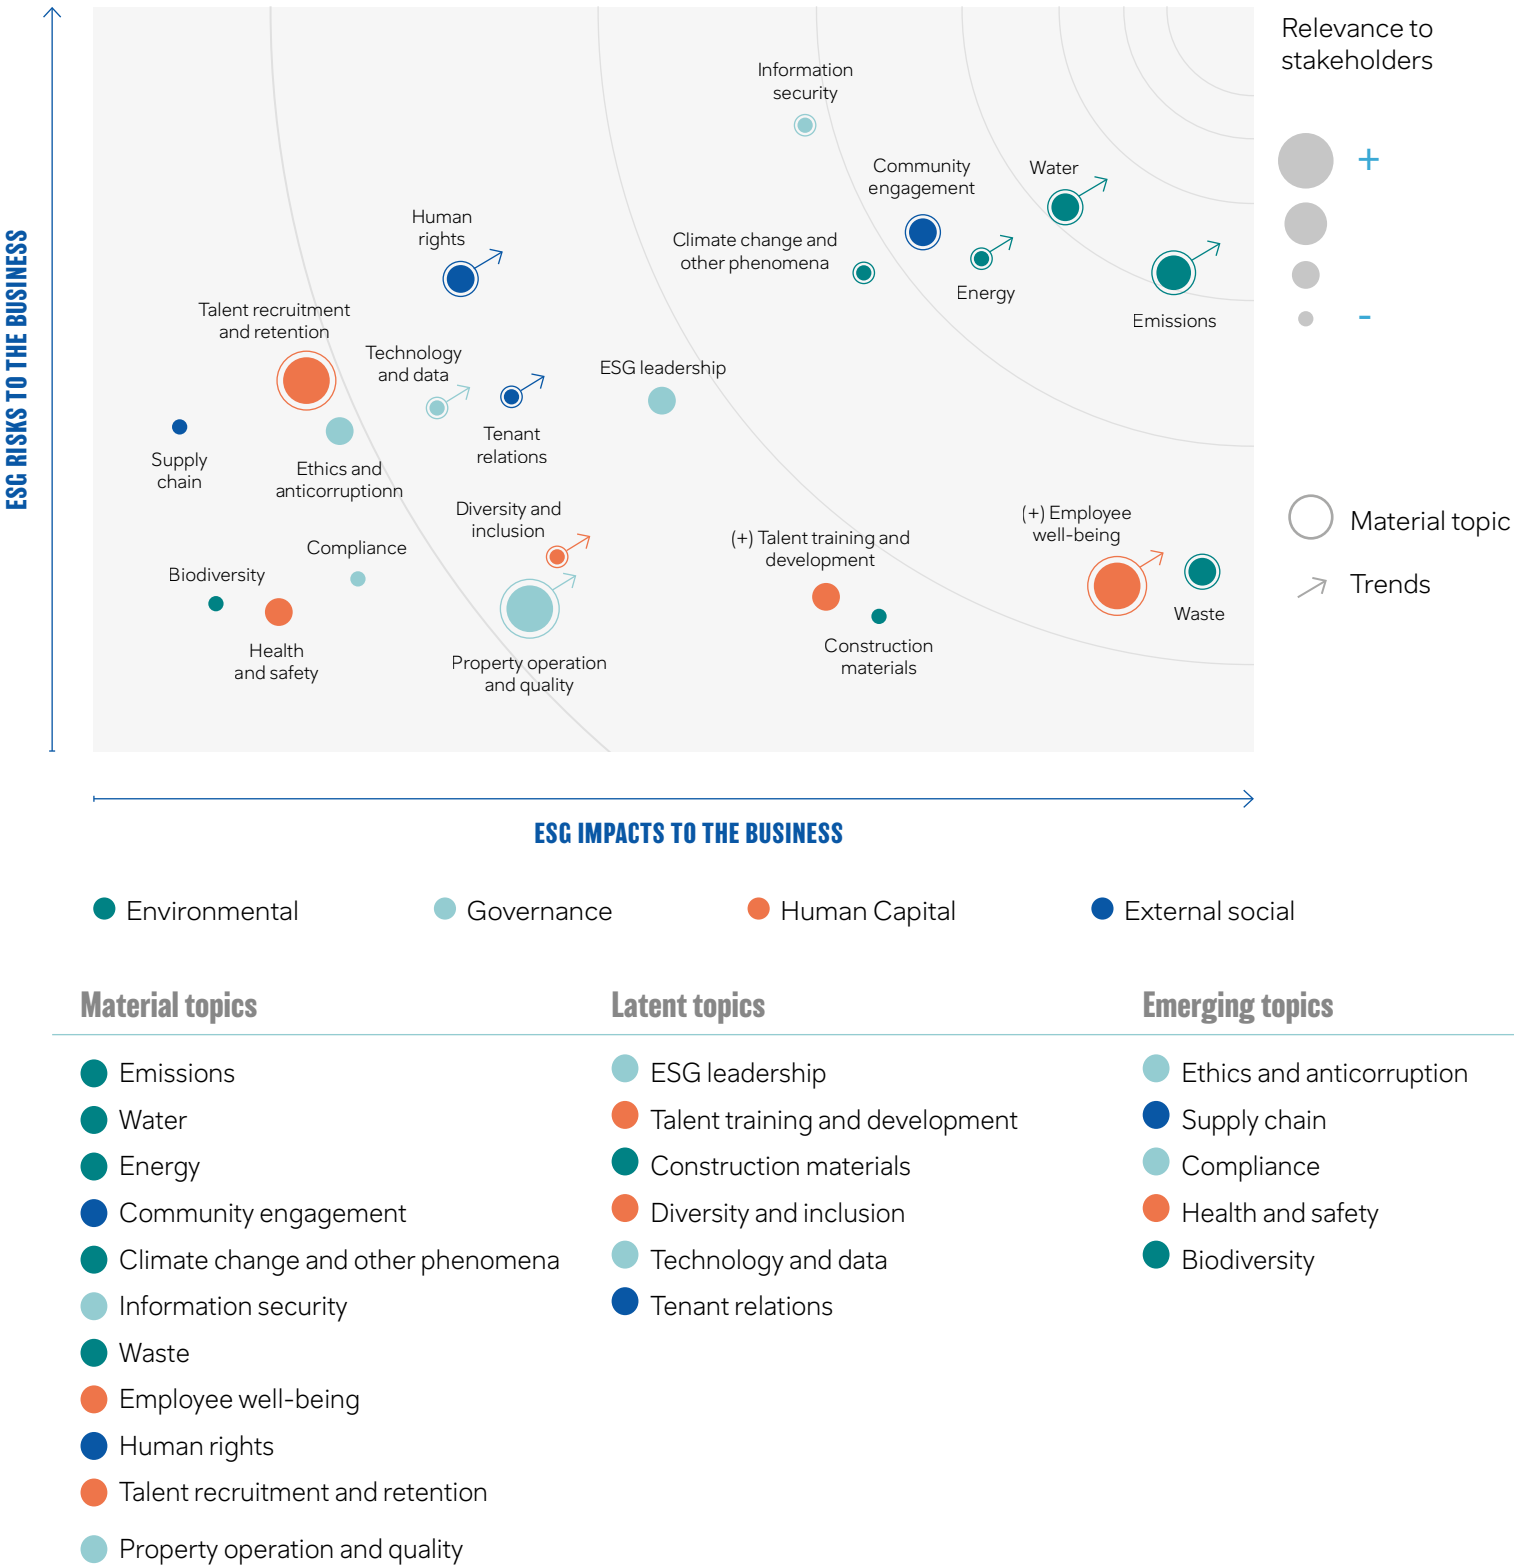 Relevance to
stakeholders
+
-
Material topic
Trends
ESG RISKS TO THE BUSINESS
Information
security
Community
engagement
Water
Human
rights
Climate change and
other phenomena
Energy
Emissions
Talent recruitment
and retention
Technology
and data
ESG leadership
Tenant
relations
Supply
chain
Ethics and
anticorruptionn
Diversity and
inclusion
(+) Talent training and
development
(+) Employee
well-being
Compliance
Biodiversity
Waste
Health
and safety
Property operation
and quality
Construction
materials
ESG IMPACTS TO THE BUSINESS
Environmental
Governance
Human Capital
External social
Material topics
Emissions
Water
Energy
Community engagement
Climate change and other phenomena
Information security
Waste
Employee well-being
Human rights
Talent recruitment and retention
Property operation and quality
Latent topics
ESG leadership
Talent training and development
Construction materials
Diversity and inclusion
Technology and data
Tenant relations
Emerging topics
Ethics and anticorruption
Supply chain
Compliance
Health and safety
Biodiversity